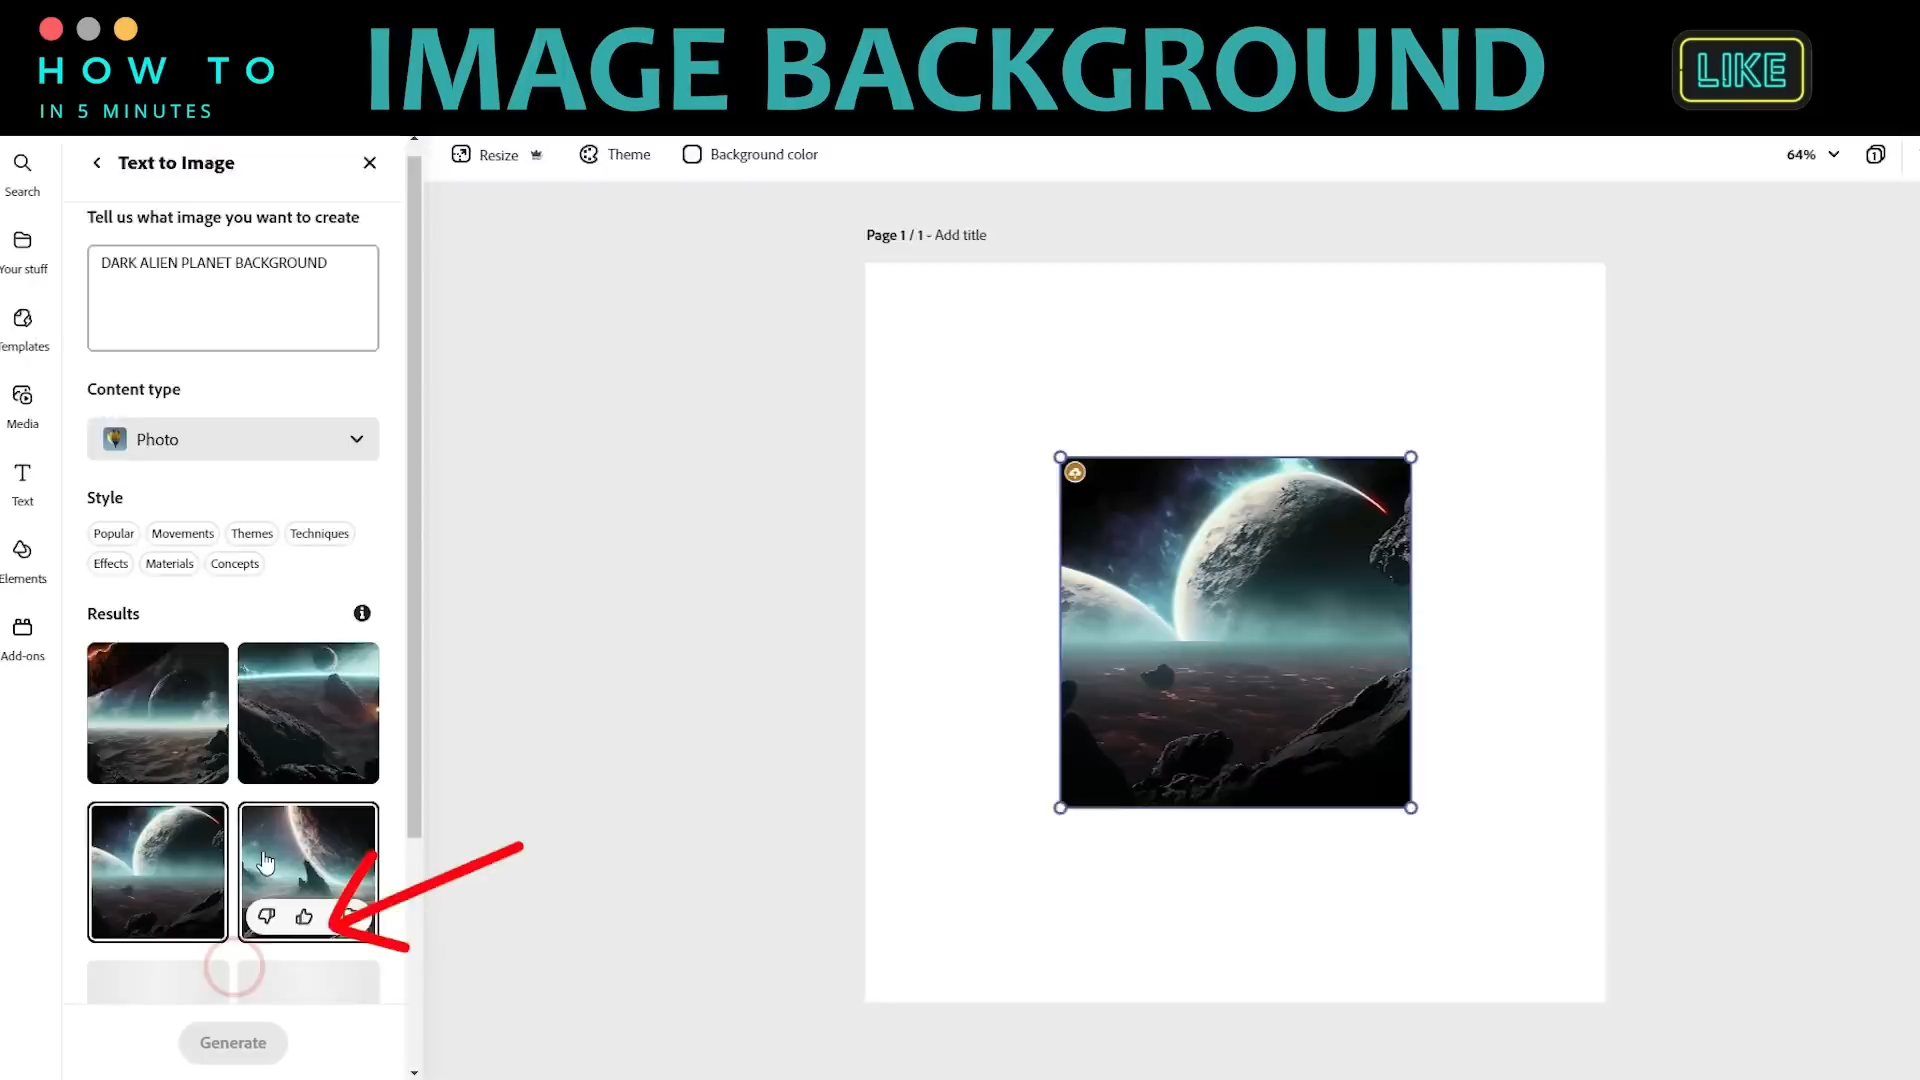 HOW TO
IN 5 MINUTES
IMAGE BACKGROUND
LIKE
Search
Your stuff
Templates
Media
Text
Elements
Add-ons
Text to Image
Tell us what image you want to create
DARK ALIEN PLANET BACKGROUND
Content type
Photo
Style
Popular
Movements
Themes
Techniques
Effects
Materials
Concepts
Results
Generate
Resize
Theme
Background color
64%
1
Page 1 / 1 - Add title